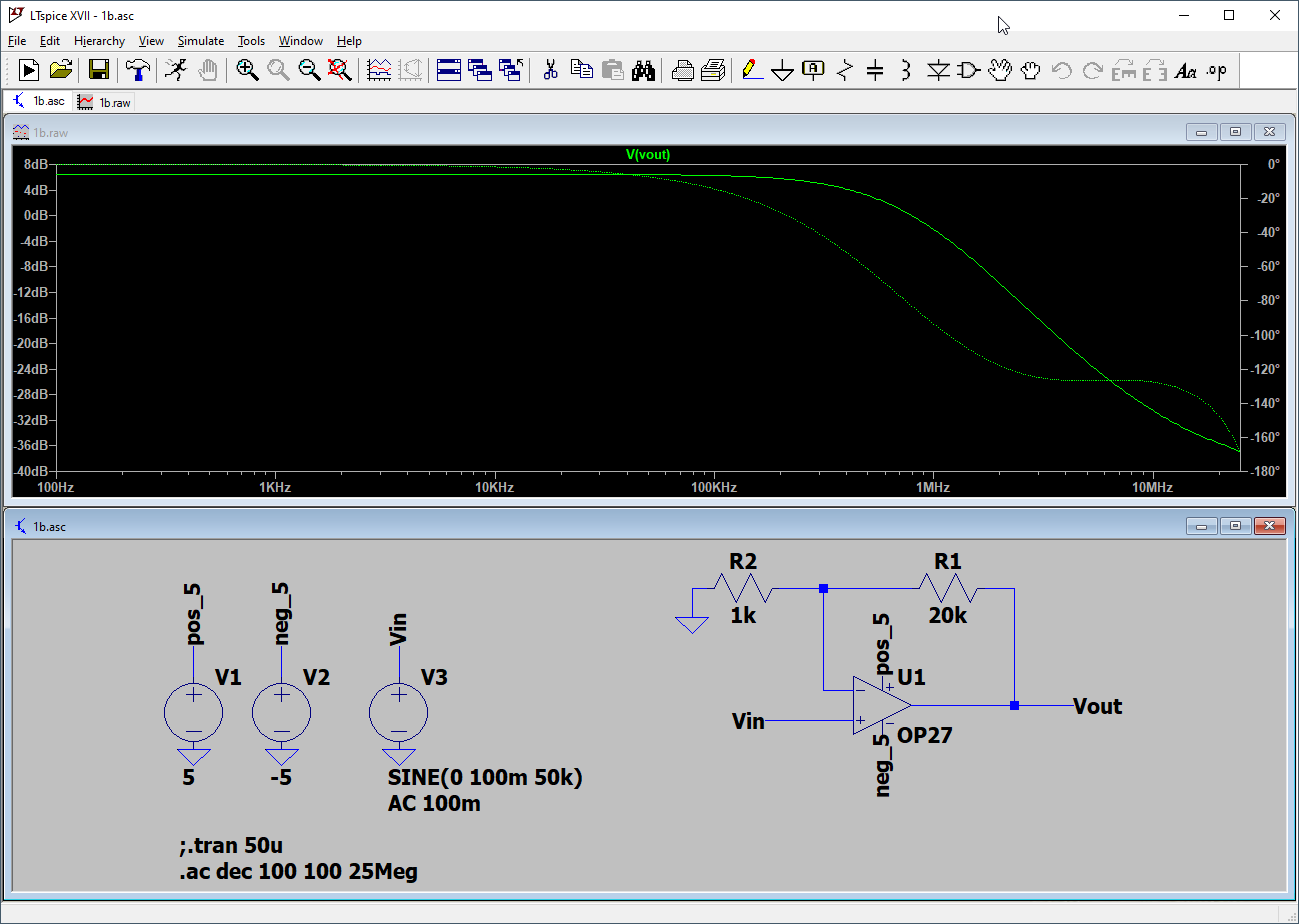 LTspice XVII - 1b.asc
File Edit Hierarchy View Simulate Tools Window Help
A Aa .op
1b.asc 1b.raw
1b.raw
V(vout)
8dB
4dB
0dB
-4dB
-8dB
-12dB
-16dB
-20dB
-24dB
-28dB
-32dB
-36dB
-40dB
0°
-20°
-40°
-60°
-80°
-100°
-120°
-140°
-160°
-180°
100Hz 1KHz 10KHz 100KHz 1MHz 10MHz
1b.asc
pos_5
V1
5
neg_5
V2
-5
Vin
V3
SINE(0 100m 50k)
AC 100m
;.tran 50u
.ac dec 100 100 25Meg
R2
1k
R1
20k
pos_5
U1
Vin
OP27
neg_5
Vout